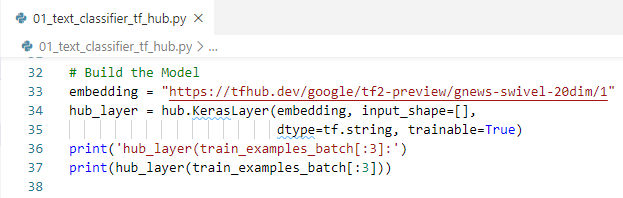 01_text_classifier_tf_hub.py ×
01_text_classifier_tf_hub.py > ...
32 # Build the Model
33 embedding = "https://tfhub.dev/google/tf2-preview/gnews-swivel-20dim/1"
34 hub_layer = hub.KerasLayer(embedding, input_shape=[],
35 dtype=tf.string, trainable=True)
36 print('hub_layer(train_examples_batch[:3]:')
37 print(hub_layer(train_examples_batch[:3]))
38